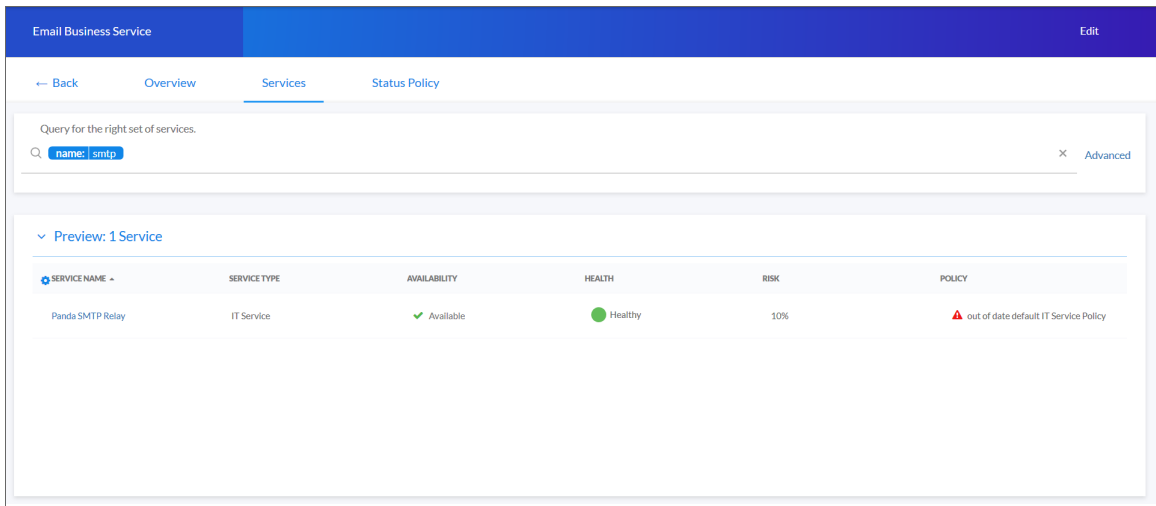 Email Business Service Edit
← Back Overview Services Status Policy
Query for the right set of services.
name: smtp × Advanced
Preview: 1 Service
SERVICE NAME SERVICE TYPE AVAILABILITY HEALTH RISK POLICY
Panda SMTP Relay IT Service Available Healthy 10% out of date default IT Service Policy